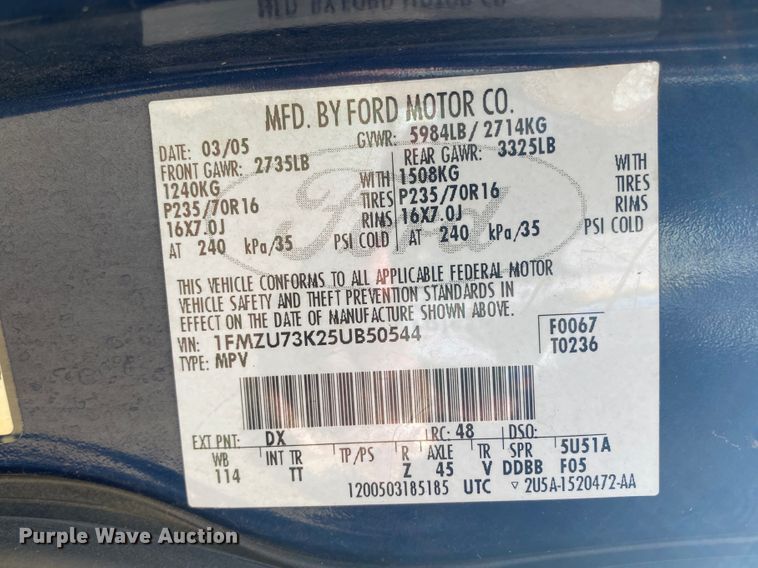 MFD. BY FORD MOTOR CO.
DATE: 03/05 GVWR: 5984LB/ 2714KG
FRONT GAWR: 2735LB REAR GAWR: 3325LB
1240KG WITH 1508KG WITH
P235/70R16 TIRES P235/70R16 TIRES
16X7.0J RIMS 16X7.0J RIMS
AT 240 kPa/35 PSI COLD AT 240 kPa/35 PSI COLD
Ford
THIS VEHICLE CONFORMS TO ALL APPLICABLE FEDERAL MOTOR
VEHICLE SAFETY AND THEFT PREVENTION STANDARDS IN
EFFECT ON THE DATE OF MANUFACTURE SHOWN ABOVE.
VIN: 1FMZU73K25UB50544 F0067
TYPE: MPV T0236
EXT PNT: DX RC: 48 DSO:
WB INT TR TP/PS R AXLE TR SPR 5U51A
114 TT Z 45 V DDBB F05
1200503185185 UTC 2U5A-1520472-AA
Purple Wave Auction